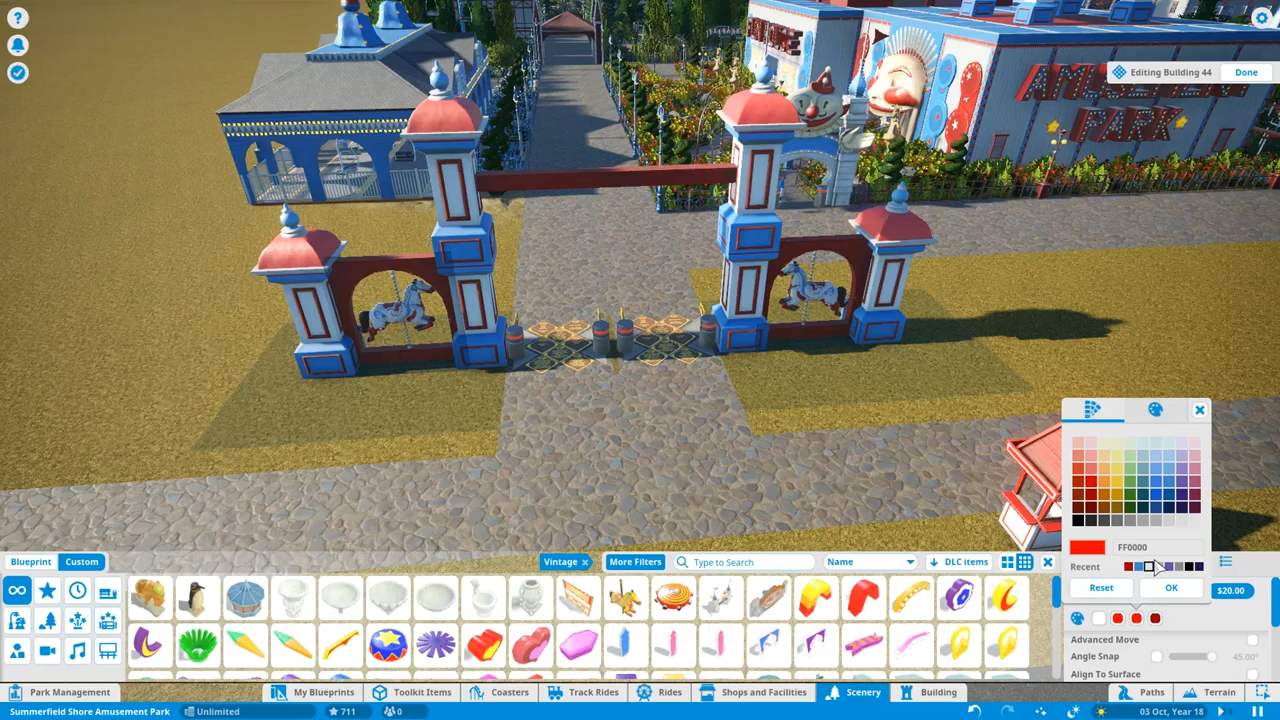 ?
Editing Building 44 Done
AMUSEMENT
PARK
FF0000
Recent
Reset OK
Blueprint Custom Vintage × More Filters Type to Search Name DLC items
$20.00
Advanced Move
Angle Snap 45.00°
Align To Surface
Park Management My Blueprints Toolkit Items Coasters Track Rides Rides Shops and Facilities Scenery Building Paths Terrain
Summerfield Shore Amusement Park Unlimited 711 0 03 Oct, Year 18